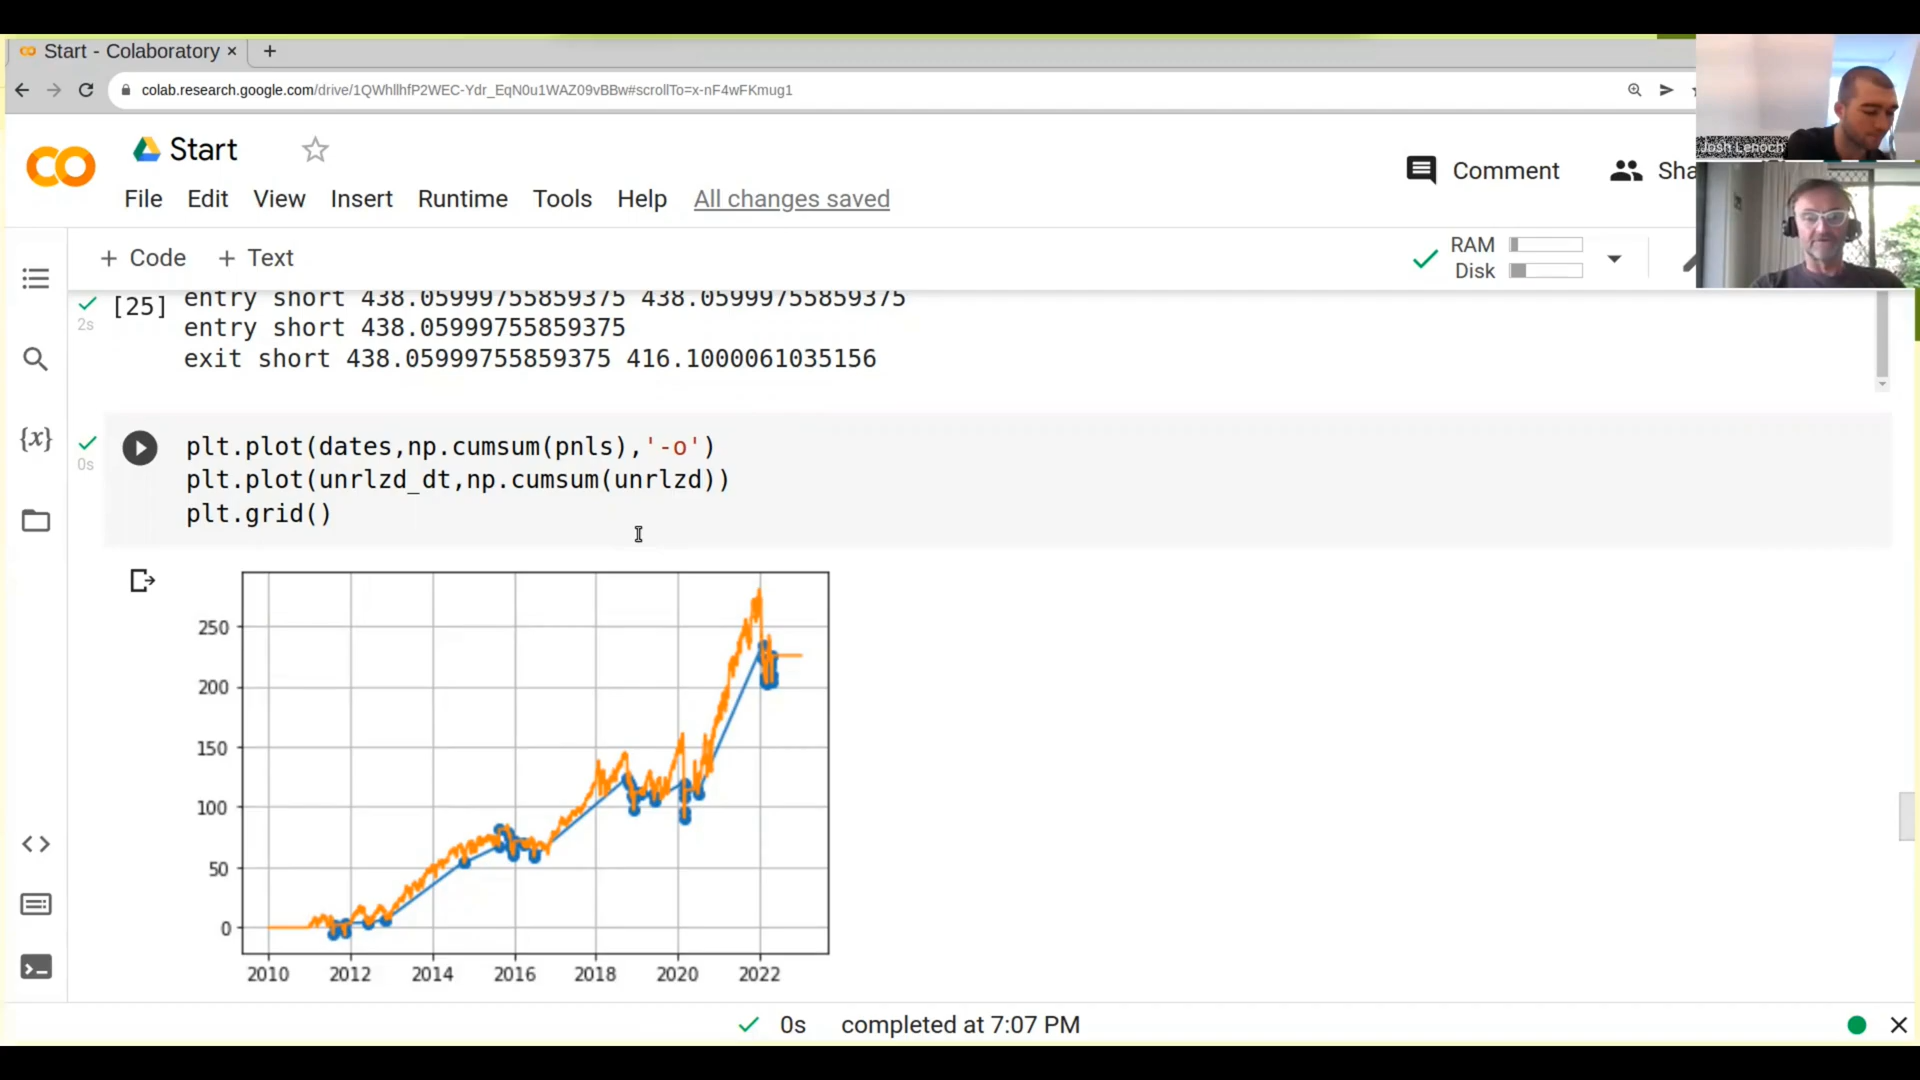 Start - Colaboratory × +
colab.research.google.com/drive/1QWhllhfP2WEC-Ydr_EqN0u1WAZ09vBBw#scrollTo=x-nF4wFKmug1
Start
File Edit View Insert Runtime Tools Help All changes saved
Comment Sha
Josh Lenoch
+ Code + Text
RAM
Disk
[25] entry short 438.05999755859375 438.05999755859375
2s
entry short 438.05999755859375
exit short 438.05999755859375 416.1000061035156
{x}
0s
plt.plot(dates,np.cumsum(pnls),'-o')
plt.plot(unrlzd_dt,np.cumsum(unrlzd))
plt.grid()
250
200
150
100
50
0
2010 2012 2014 2016 2018 2020 2022
0s completed at 7:07 PM